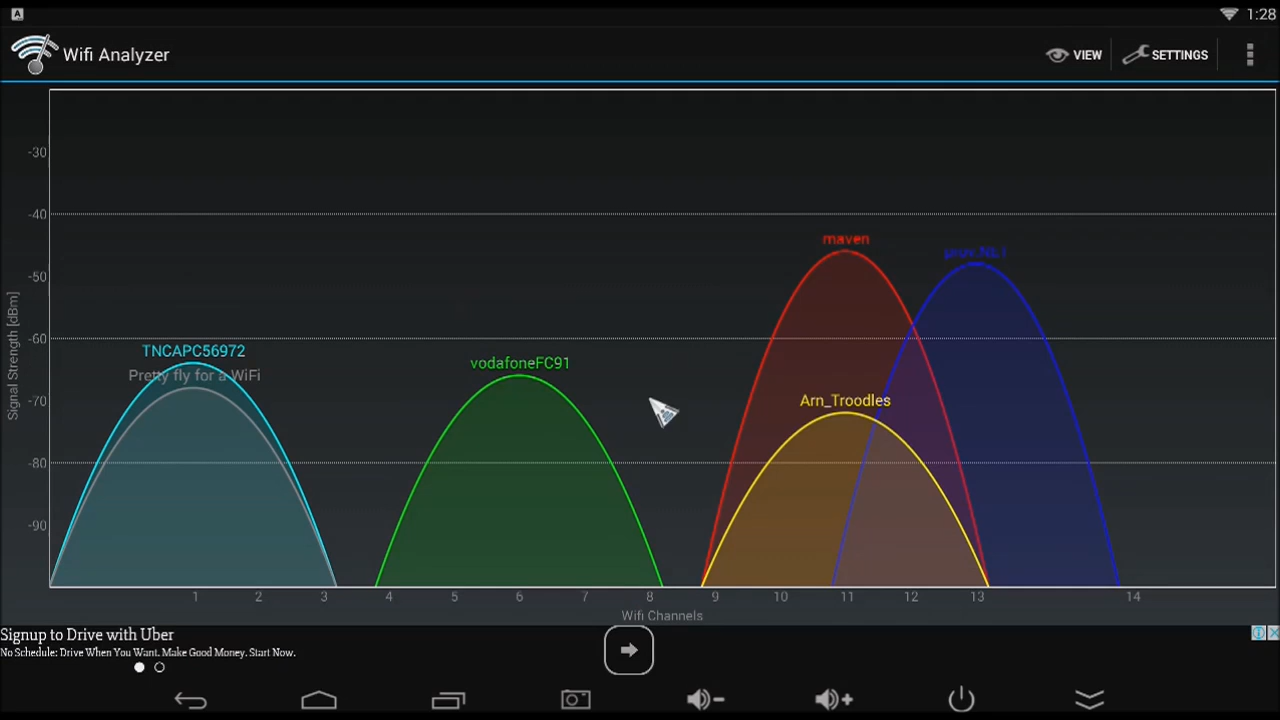 A
1:28
Wifi Analyzer
VIEW
SETTINGS
-30
-40
-50
-60
-70
-80
-90
Signal Strength [dBm]
maven
TNCAPC56972
Pretty fly for a WiFi
vodafoneFC91
Arn_Troodles
1 2 3 4 5 6 7 8 9 10 11 12 13 14
Wifi Channels
Signup to Drive with Uber
No Schedule: Drive When You Want. Make Good Money. Start Now.